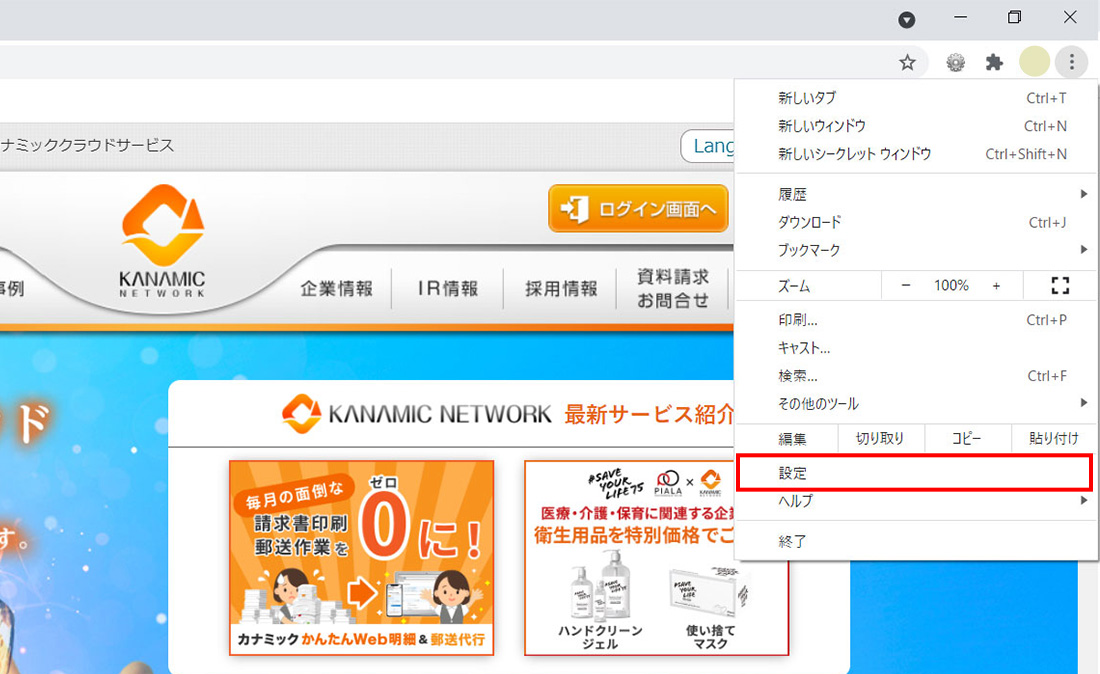 ナミッククラウドサービス
Lang
ログイン画面へ
KANAMIC
NETWORK
事例
企業情報
IR情報
採用情報
資料請求
お問合せ
ド
す。
KANAMIC NETWORK 最新サービス紹介
毎月の面倒な
請求書印刷
郵送作業を
ゼロ
0に!
カナミックかんたんWeb明細&郵送代行
#SAVE
YOUR
LIFE75
PIALA
×
KANAMIC
医療・介護・保育に関連する企業
衛生用品を特別価格でご
ハンドクリーン
ジェル
使い捨て
マスク
新しいタブ Ctrl+T
新しいウィンドウ Ctrl+N
新しいシークレット ウィンドウ Ctrl+Shift+N
履歴
ダウンロード Ctrl+J
ブックマーク
ズーム − 100% +
印刷... Ctrl+P
キャスト...
検索... Ctrl+F
その他のツール
編集 切り取り コピー 貼り付け
設定
ヘルプ
終了